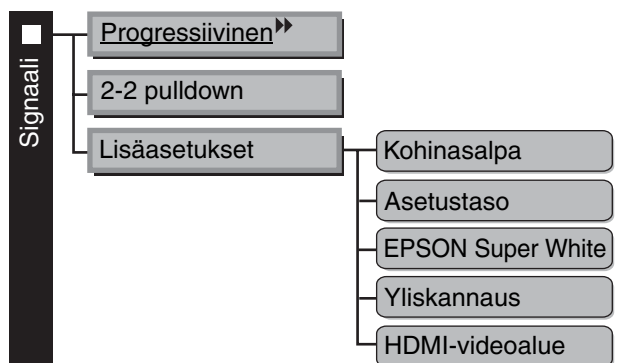 Signaali
Progressiivinen
2-2 pulldown
Lisäasetukset
Kohinasalpa
Asetustaso
EPSON Super White
Yliskannaus
HDMI-videoalue